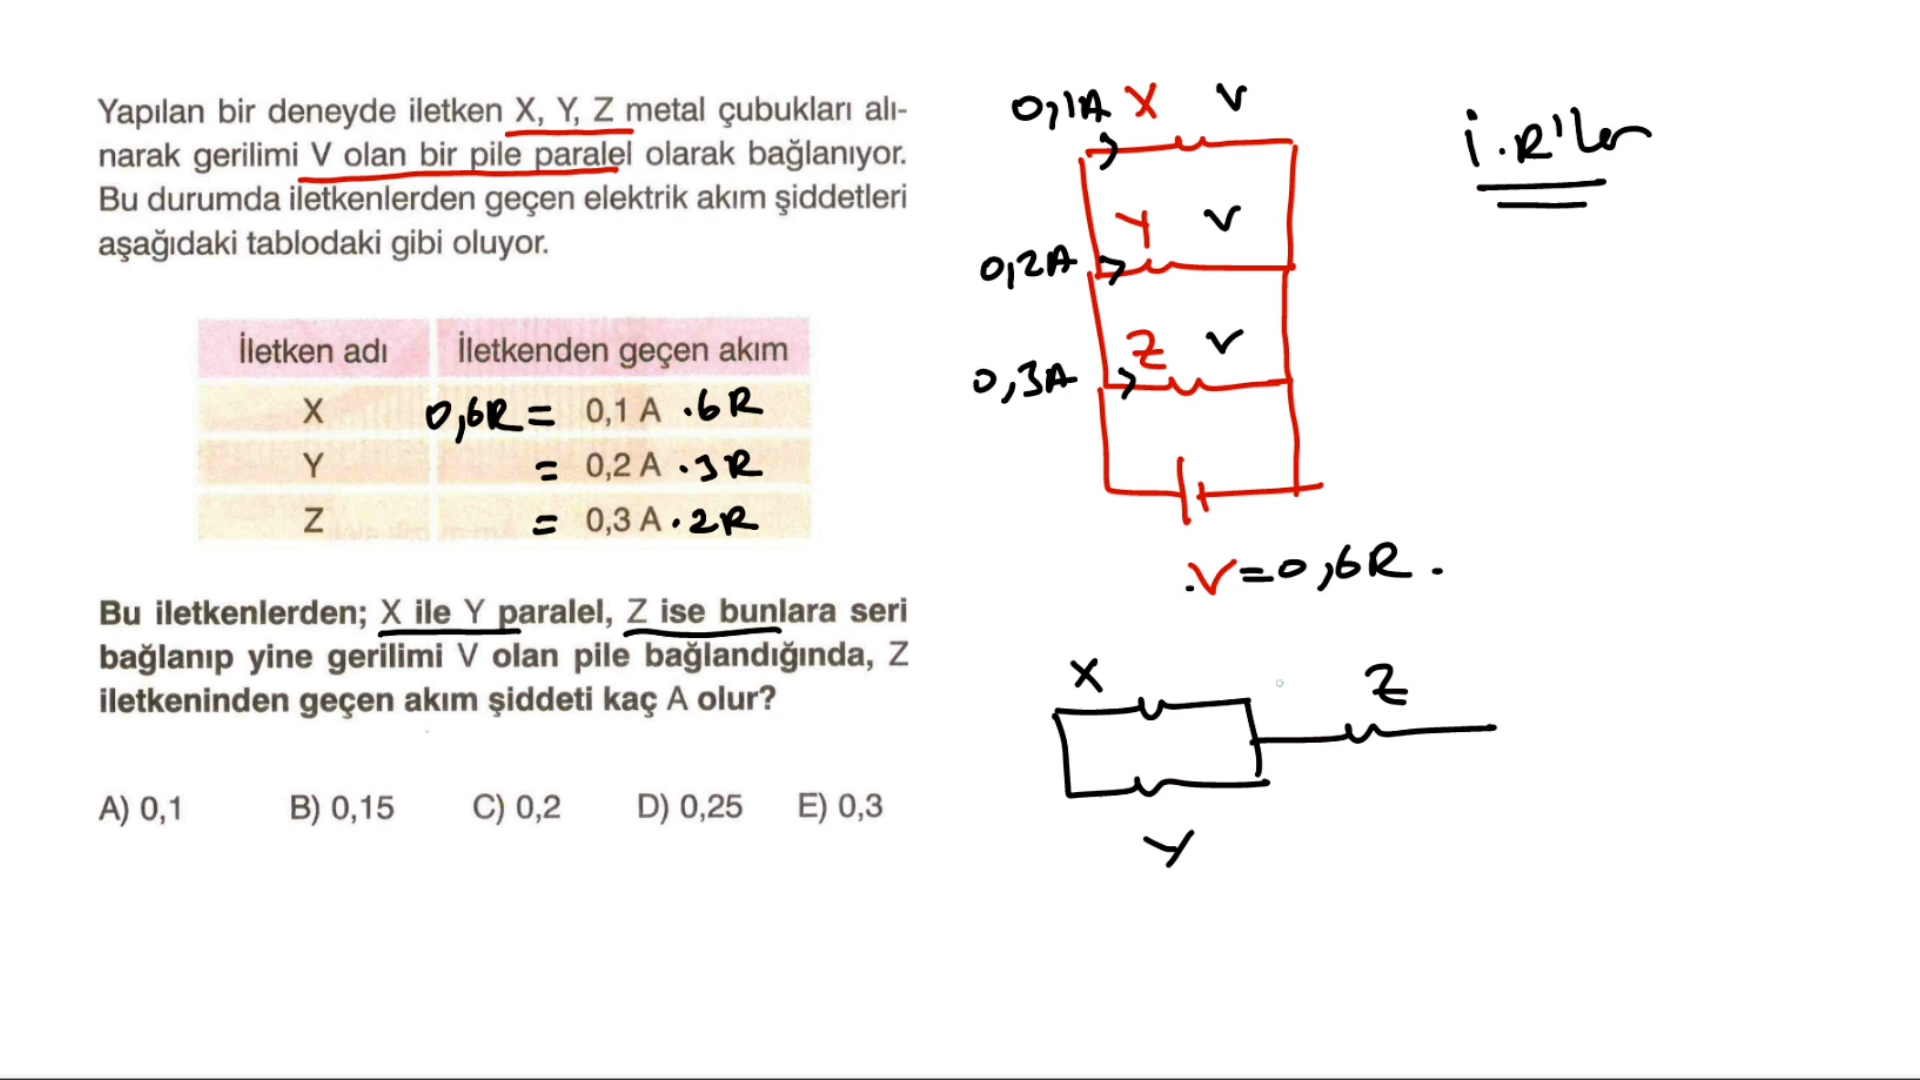 Yapılan bir deneyde iletken X, Y, Z metal çubukları alı-
narak gerilimi V olan bir pile paralel olarak bağlanıyor.
Bu durumda iletkenlerden geçen elektrik akım şiddetleri
aşağıdaki tablodaki gibi oluyor.
İletken adı İletkenden geçen akım
X 0,6R = 0,1 A .6R
Y = 0,2 A .3R
Z = 0,3 A .2R
Bu iletkenlerden; X ile Y paralel, Z ise bunlara seri
bağlanıp yine gerilimi V olan pile bağlandığında, Z
iletkeninden geçen akım şiddeti kaç A olur?
A) 0,1 B) 0,15 C) 0,2 D) 0,25 E) 0,3
0,1A X V
Y V
0,2A
Z V
0,3A
V=0,6R.
i.R'ler
X Z
Y